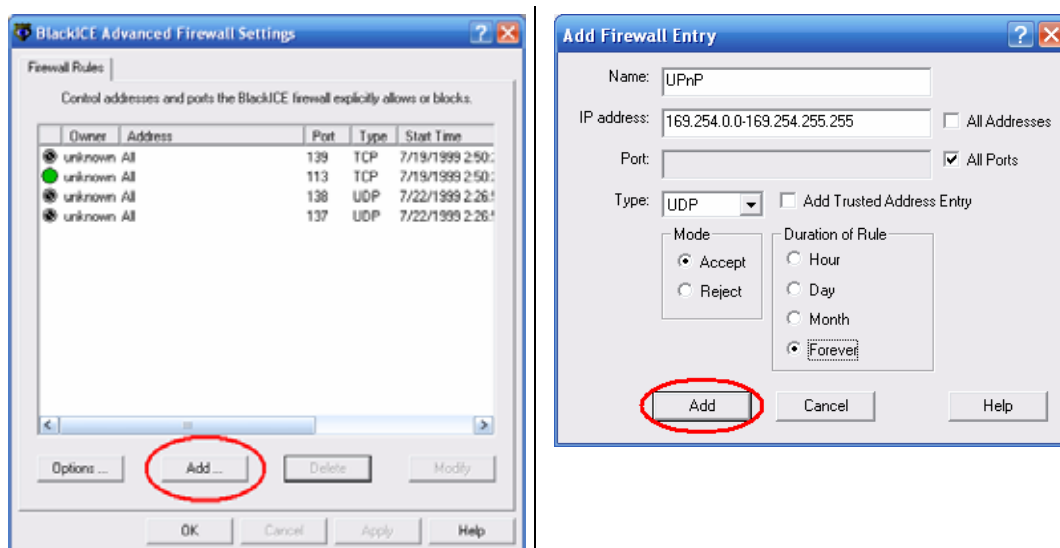 BlackICE Advanced Firewall Settings
Firewall Rules
Control addresses and ports the BlackICE firewall explicitly allows or blocks.
Owner Address Port Type Start Time
unknown All 139 TCP 7/19/1999 2:50:
unknown All 113 TCP 7/19/1999 2:50:
unknown All 138 UDP 7/22/1999 2:26:
unknown All 137 UDP 7/22/1999 2:26:
Options ... Add ... Delete Modify
OK Cancel Apply Help
Add Firewall Entry
Name: UPnP
IP address: 169.254.0.0-169.254.255.255 All Addresses
Port: All Ports
Type: UDP Add Trusted Address Entry
Mode Duration of Rule
Accept Hour
Reject Day
Month
Forever
Add Cancel Help